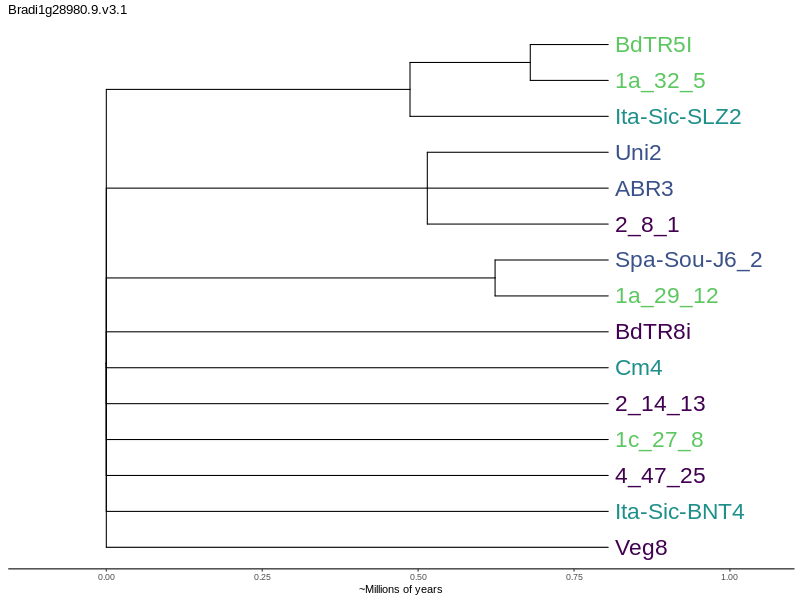 Bradi1g28980.9.v3.1
BdTR5I
1a_32_5
Ita-Sic-SLZ2
Uni2
ABR3
2_8_1
Spa-Sou-J6_2
1a_29_12
BdTR8i
Cm4
2_14_13
1c_27_8
4_47_25
Ita-Sic-BNT4
Veg8
0.00 0.25 0.50 0.75 1.00
~Millions of years